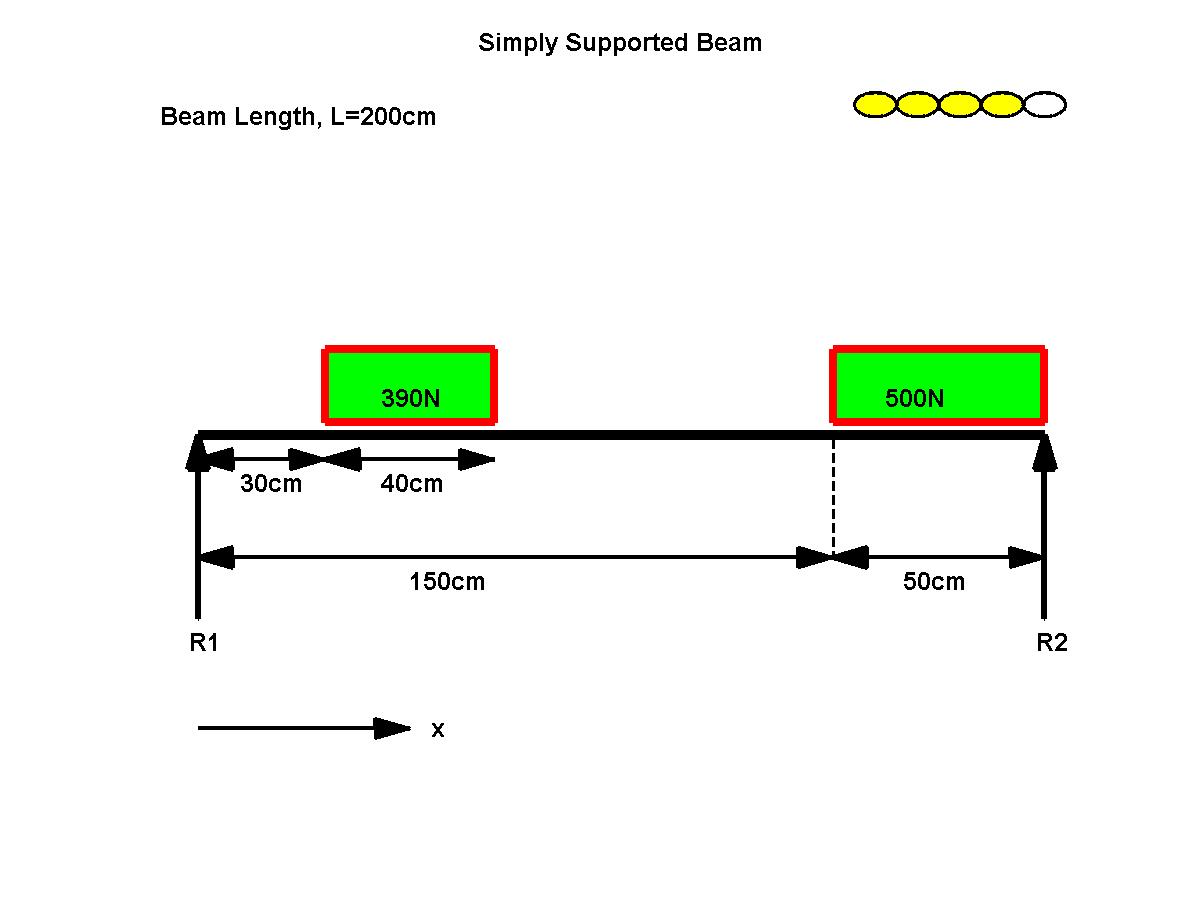 Simply Supported Beam
Beam Length, L=200cm
390N
500N
30cm
40cm
150cm
50cm
R1
R2
x